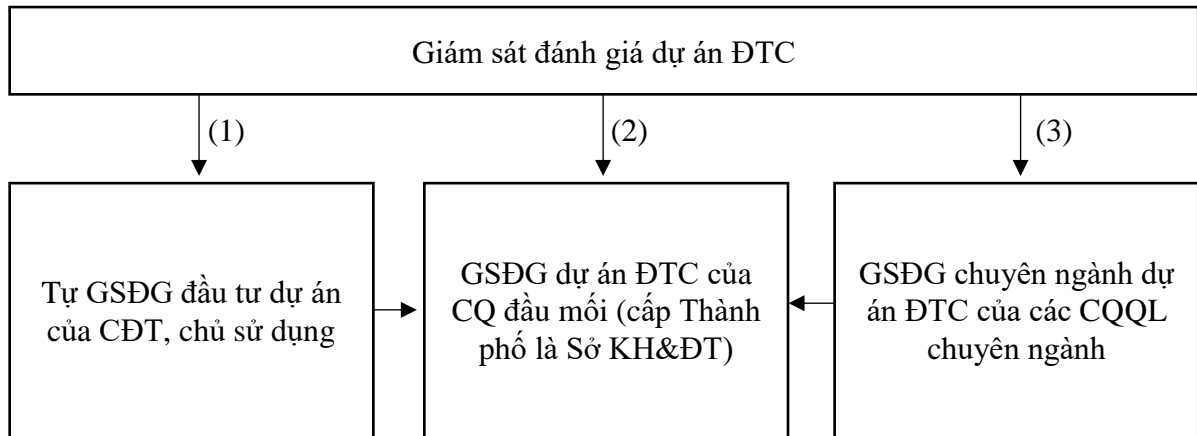 Giám sát đánh giá dự án ĐTC
(1)
(2)
(3)
Tự GSĐG đầu tư dự án
của CĐT, chủ sử dụng
GSĐG dự án ĐTC của
CQ đầu mối (cấp Thành
phố là Sở KH&ĐT)
GSĐG chuyên ngành dự
án ĐTC của các CQQL
chuyên ngành